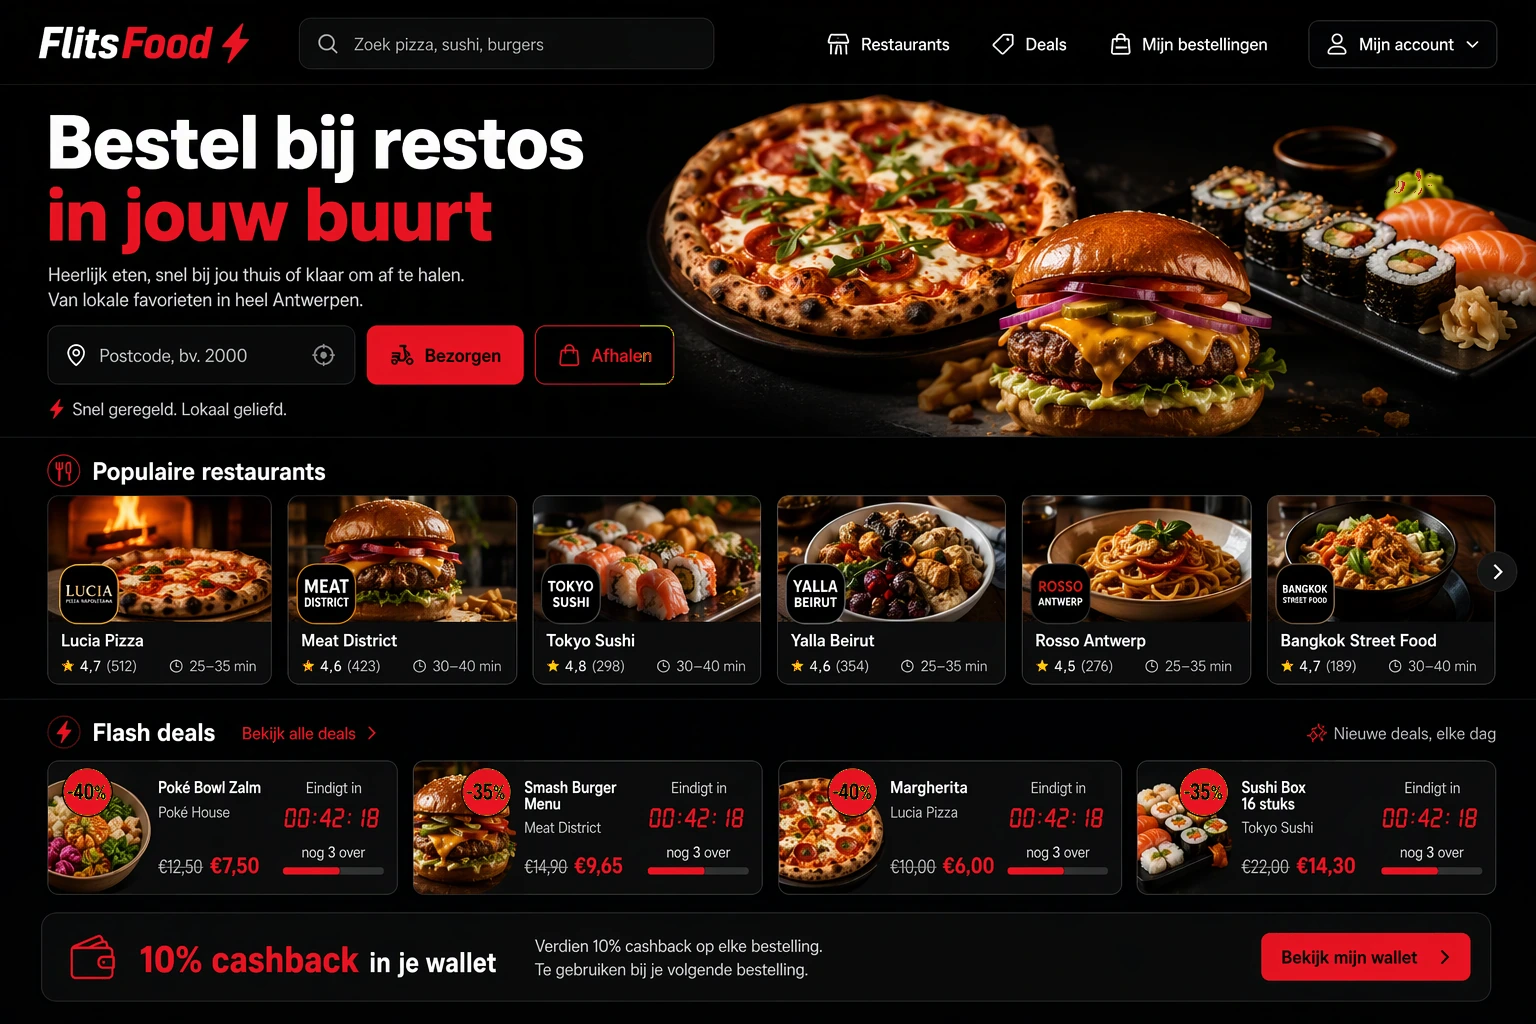 FlitsFood
Zoek pizza, sushi, burgers
Restaurants
Deals
Mijn bestellingen
Mijn account
Bestel bij restos
in jouw buurt
Heerlijk eten, snel bij jou thuis of klaar om af te halen.
Van lokale favorieten in heel Antwerpen.
Postcode, bv. 2000
Bezorgen
Afhalen
Snel geregeld. Lokaal geliefd.
Populaire restaurants
LUCIA
PIZZA NAPOLETANA
Lucia Pizza
4,7 (512)
25–35 min
MEAT
DISTRICT
Meat District
4,6 (423)
30–40 min
TOKYO
SUSHI
Tokyo Sushi
4,8 (298)
30–40 min
YALLA
BEIRUT
Yalla Beirut
4,6 (354)
25–35 min
ROSSO
ANTWERP
Rosso Antwerp
4,5 (276)
25–35 min
BANGKOK
STREET FOOD
Bangkok Street Food
4,7 (189)
30–40 min
Flash deals
Bekijk alle deals
Nieuwe deals, elke dag
-40%
Poké Bowl Zalm
Poké House
€12,50 €7,50
Eindigt in
00:42:18
nog 3 over
-35%
Smash Burger
Menu
Meat District
€14,90 €9,65
Eindigt in
00:42:18
nog 3 over
-40%
Margherita
Lucia Pizza
€10,00 €6,00
Eindigt in
00:42:18
nog 3 over
-35%
Sushi Box
16 stuks
Tokyo Sushi
€22,00 €14,30
Eindigt in
00:42:18
nog 3 over
10% cashback in je wallet
Verdien 10% cashback op elke bestelling.
Te gebruiken bij je volgende bestelling.
Bekijk mijn wallet